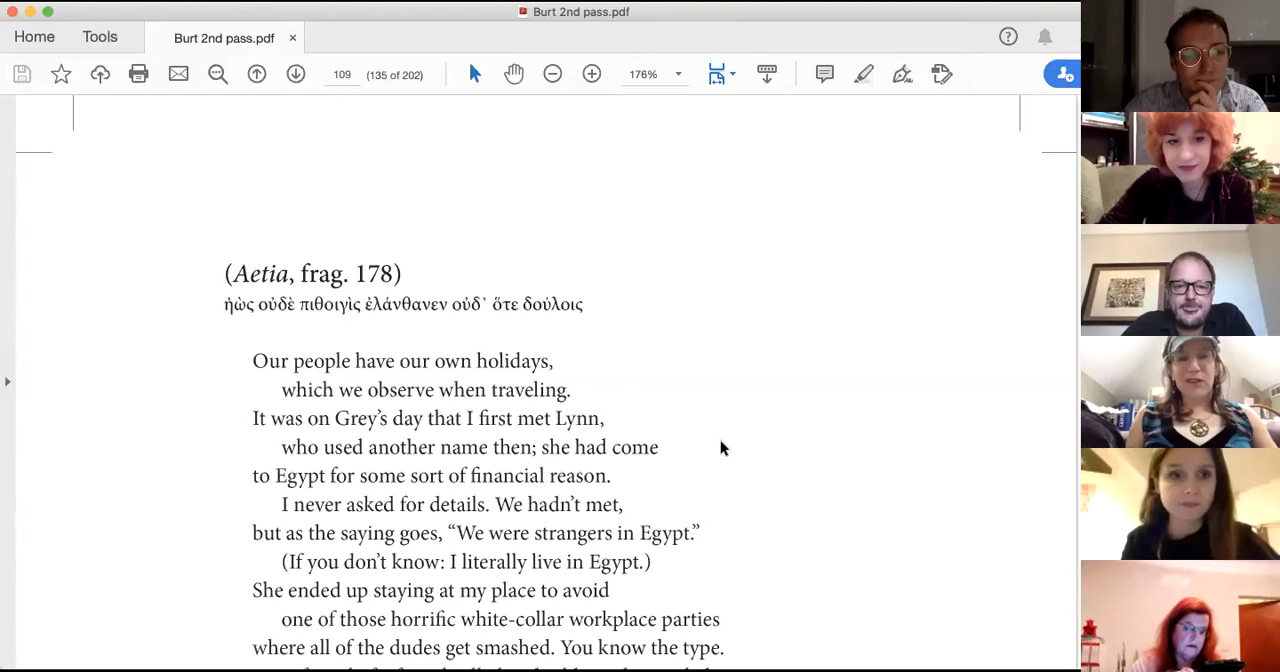 Burt 2nd pass.pdf
Home
Tools
Burt 2nd pass.pdf ×
109 (135 of 202) 176%
(Aetia, frag. 178)
ἠὼς οὐδὲ πιθοιγὶς ἐλάνθανεν οὐδ᾽ ὅτε δούλοις
Our people have our own holidays,
which we observe when traveling.
It was on Grey’s day that I first met Lynn,
who used another name then; she had come
to Egypt for some sort of financial reason.
I never asked for details. We hadn’t met,
but as the saying goes, “We were strangers in Egypt.”
(If you don’t know: I literally live in Egypt.)
She ended up staying at my place to avoid
one of those horrific white-collar workplace parties
where all of the dudes get smashed. You know the type.